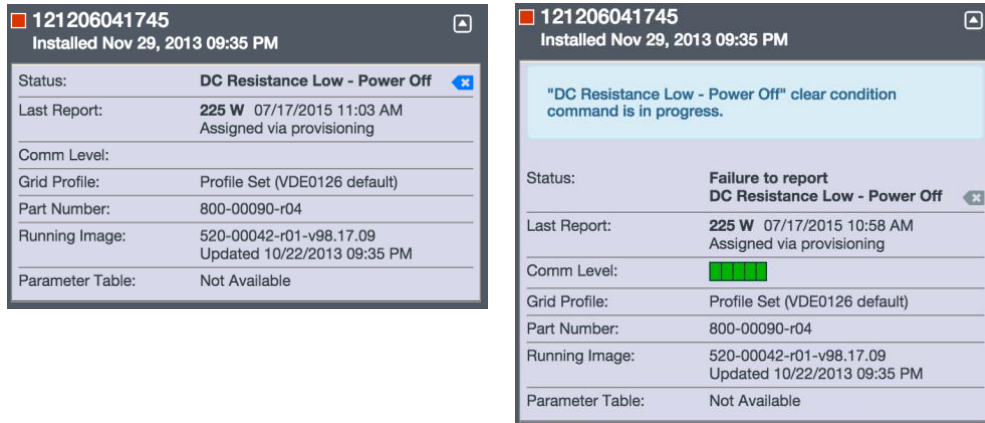 121206041745
Installed Nov 29, 2013 09:35 PM
Status: DC Resistance Low - Power Off
Last Report: 225 W 07/17/2015 11:03 AM
Assigned via provisioning
Comm Level:
Grid Profile: Profile Set (VDE0126 default)
Part Number: 800-00090-r04
Running Image: 520-00042-r01-v98.17.09
Updated 10/22/2013 09:35 PM
Parameter Table: Not Available
121206041745
Installed Nov 29, 2013 09:35 PM
"DC Resistance Low - Power Off" clear condition
command is in progress.
Status: Failure to report
DC Resistance Low - Power Off
Last Report: 225 W 07/17/2015 10:58 AM
Assigned via provisioning
Comm Level:
Grid Profile: Profile Set (VDE0126 default)
Part Number: 800-00090-r04
Running Image: 520-00042-r01-v98.17.09
Updated 10/22/2013 09:35 PM
Parameter Table: Not Available